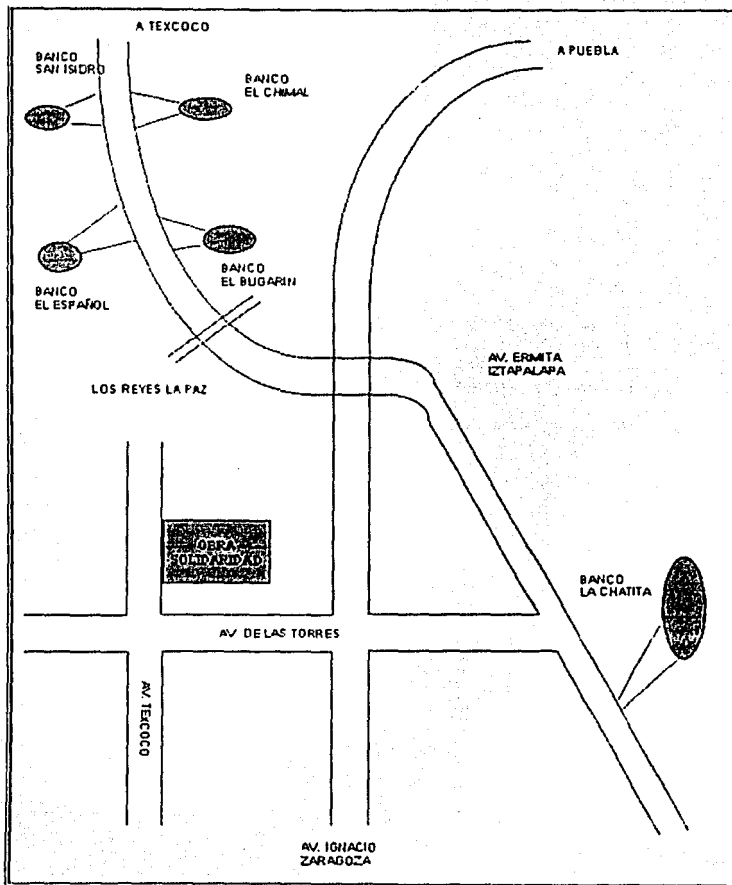 A TEXCOCO
A PUEBLA
BANCO
SAN ISIDRO
BANCO
EL CHIMAL
BANCO
EL ESPAÑOL
BANCO
EL BUGARIN
LOS REYES LA PAZ
AV. ERMITA
IZTAPALAPA
OBRA
SOLIDARIDAD
BANCO
LA CHATITA
AV. DE LAS TORRES
AV. TEXCOCO
AV. IGNACIO
ZARAGOZA